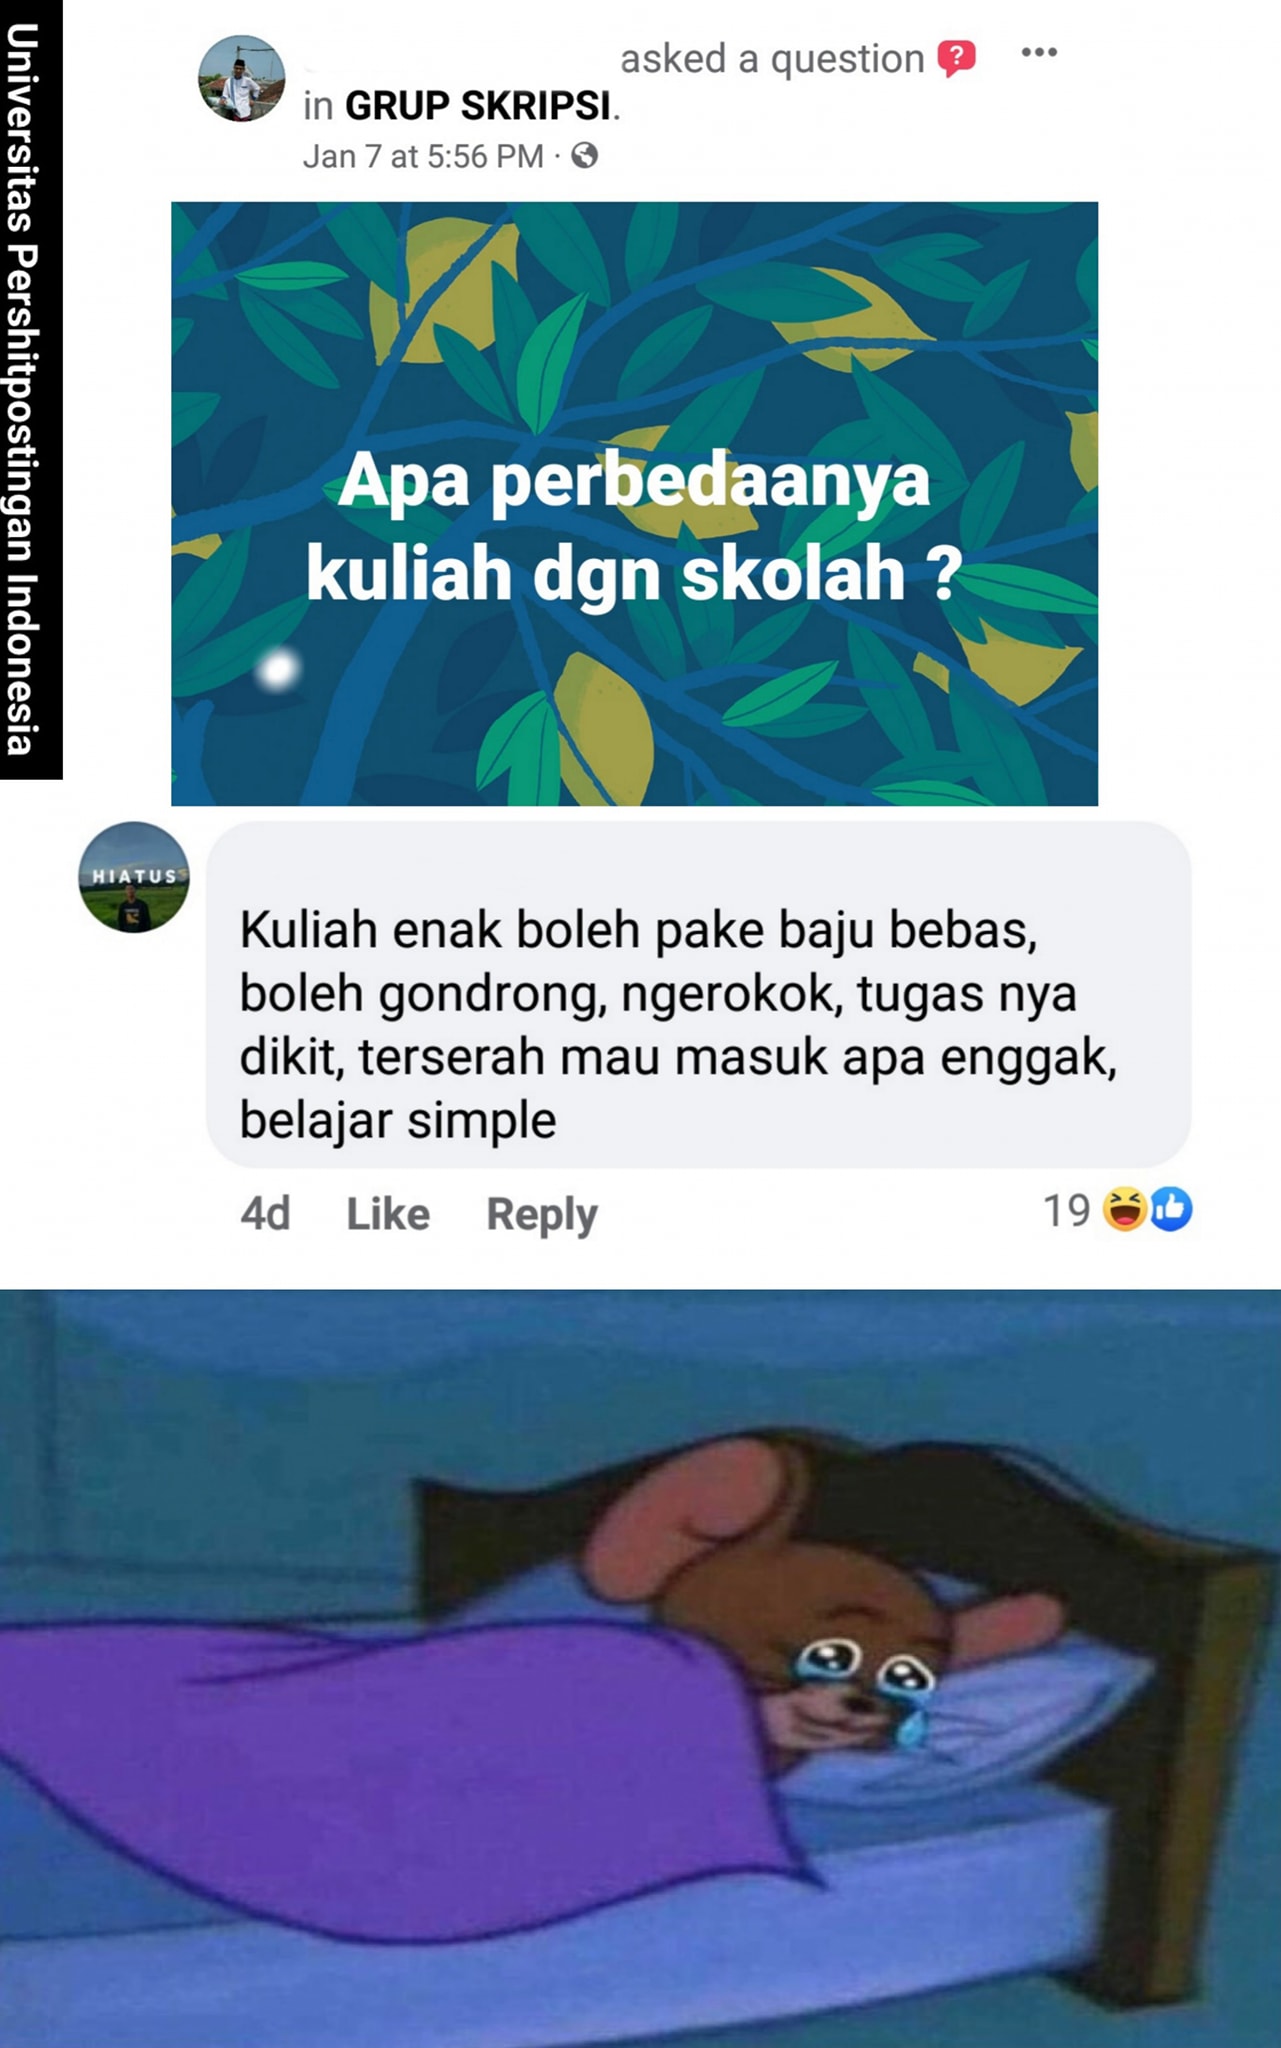 Universitas Pershitpostingan Indonesia
asked a question
in GRUP SKRIPSI.
Jan 7 at 5:56 PM ·
Apa perbedaanya
kuliah dgn skolah ?
HIATUS
Kuliah enak boleh pake baju bebas,
boleh gondrong, ngerokok, tugas nya
dikit, terserah mau masuk apa enggak,
belajar simple
4d Like Reply 19